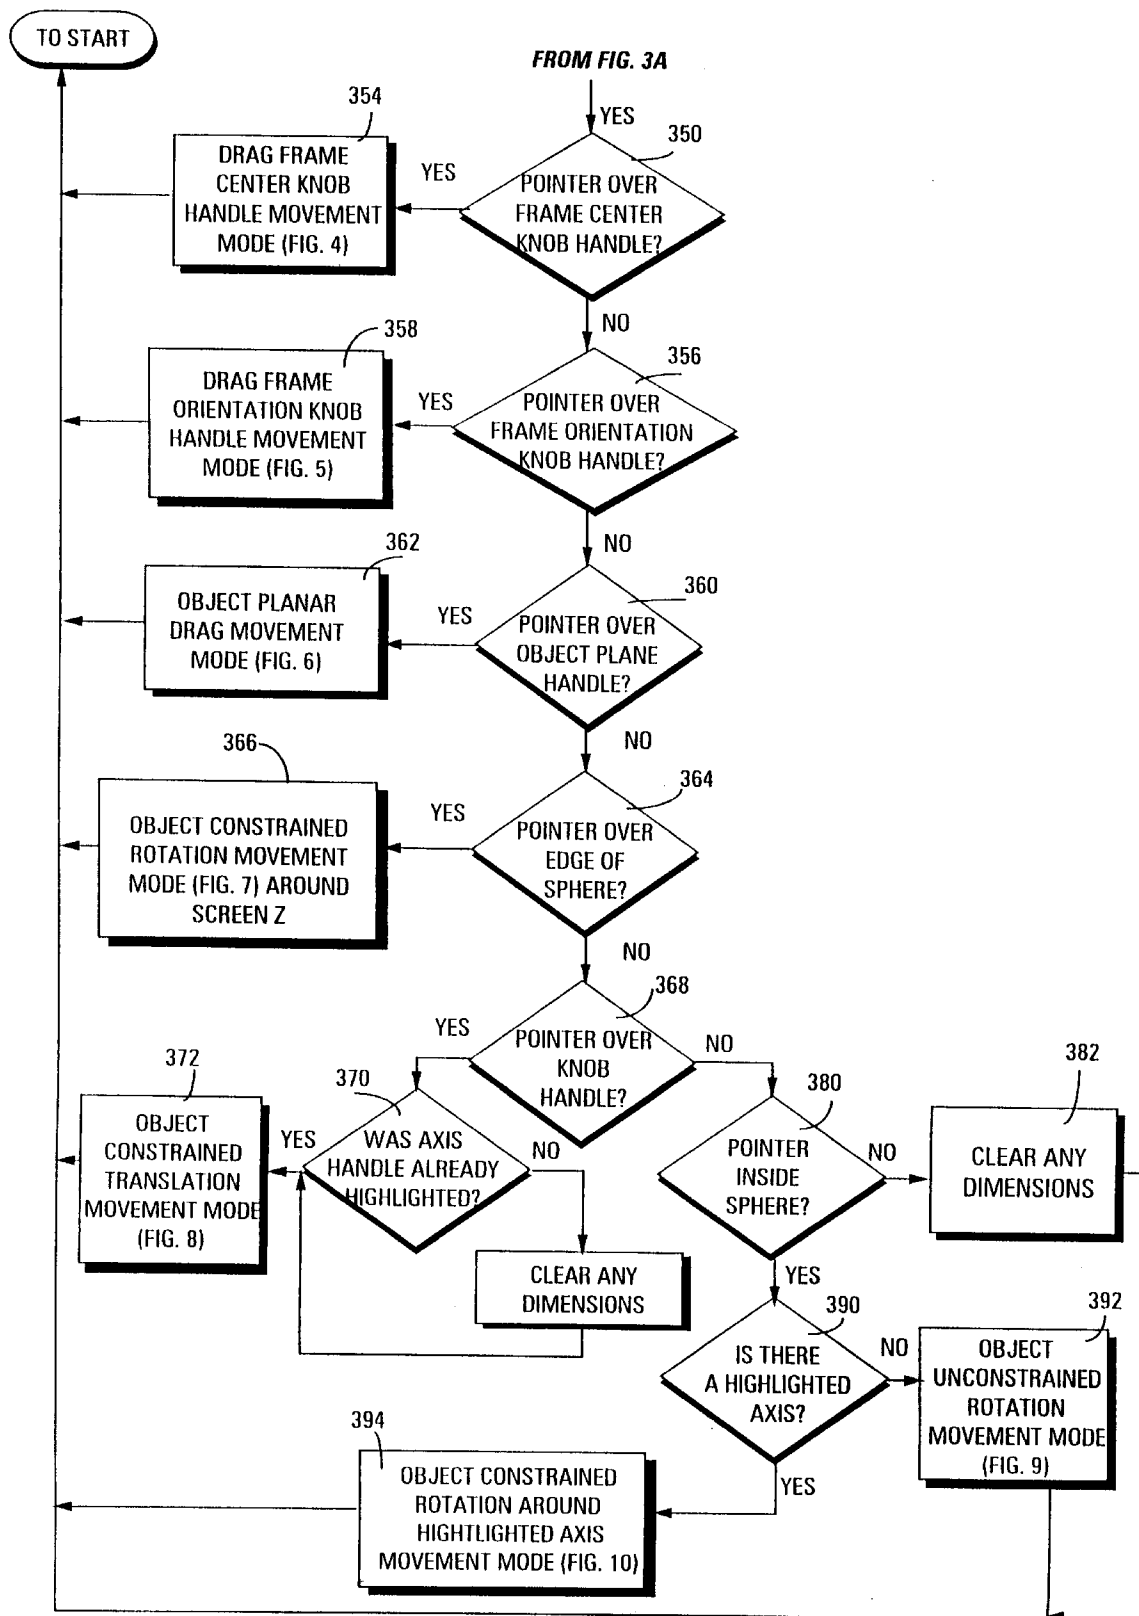 TO START
FROM FIG. 3A
YES
350
POINTER OVER
FRAME CENTER
KNOB HANDLE?
YES
354
DRAG FRAME
CENTER KNOB
HANDLE MOVEMENT
MODE (FIG. 4)
NO
356
POINTER OVER
FRAME ORIENTATION
KNOB HANDLE?
YES
358
DRAG FRAME
ORIENTATION KNOB
HANDLE MOVEMENT
MODE (FIG. 5)
NO
360
POINTER OVER
OBJECT PLANE
HANDLE?
YES
362
OBJECT PLANAR
DRAG MOVEMENT
MODE (FIG. 6)
NO
364
POINTER OVER
EDGE OF
SPHERE?
YES
366
OBJECT CONSTRAINED
ROTATION MOVEMENT
MODE (FIG. 7) AROUND
SCREEN Z
NO
368
POINTER OVER
KNOB
HANDLE?
YES
370
WAS AXIS
HANDLE ALREADY
HIGHLIGHTED?
YES
372
OBJECT
CONSTRAINED
TRANSLATION
MOVEMENT MODE
(FIG. 8)
NO
CLEAR ANY
DIMENSIONS
NO
380
POINTER
INSIDE
SPHERE?
NO
382
CLEAR ANY
DIMENSIONS
YES
390
IS THERE
A HIGHLIGHTED
AXIS?
NO
392
OBJECT
UNCONSTRAINED
ROTATION
MOVEMENT MODE
(FIG. 9)
YES
394
OBJECT CONSTRAINED
ROTATION AROUND
HIGHTLIGHTED AXIS
MOVEMENT MODE (FIG. 10)